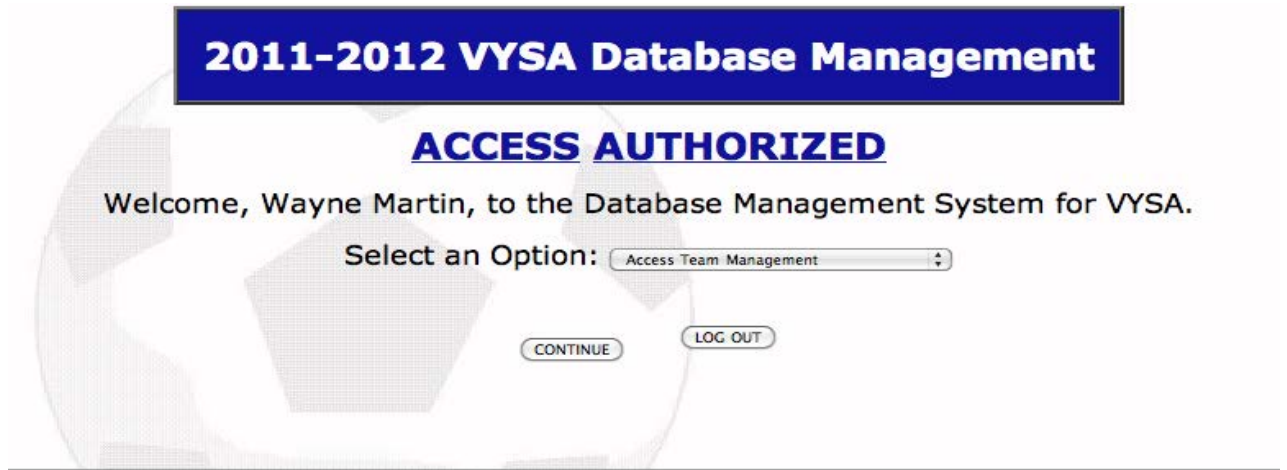 2011-2012 VYSA Database Management
ACCESS AUTHORIZED
Welcome, Wayne Martin, to the Database Management System for VYSA.
Select an Option: Access Team Management
CONTINUE LOG OUT